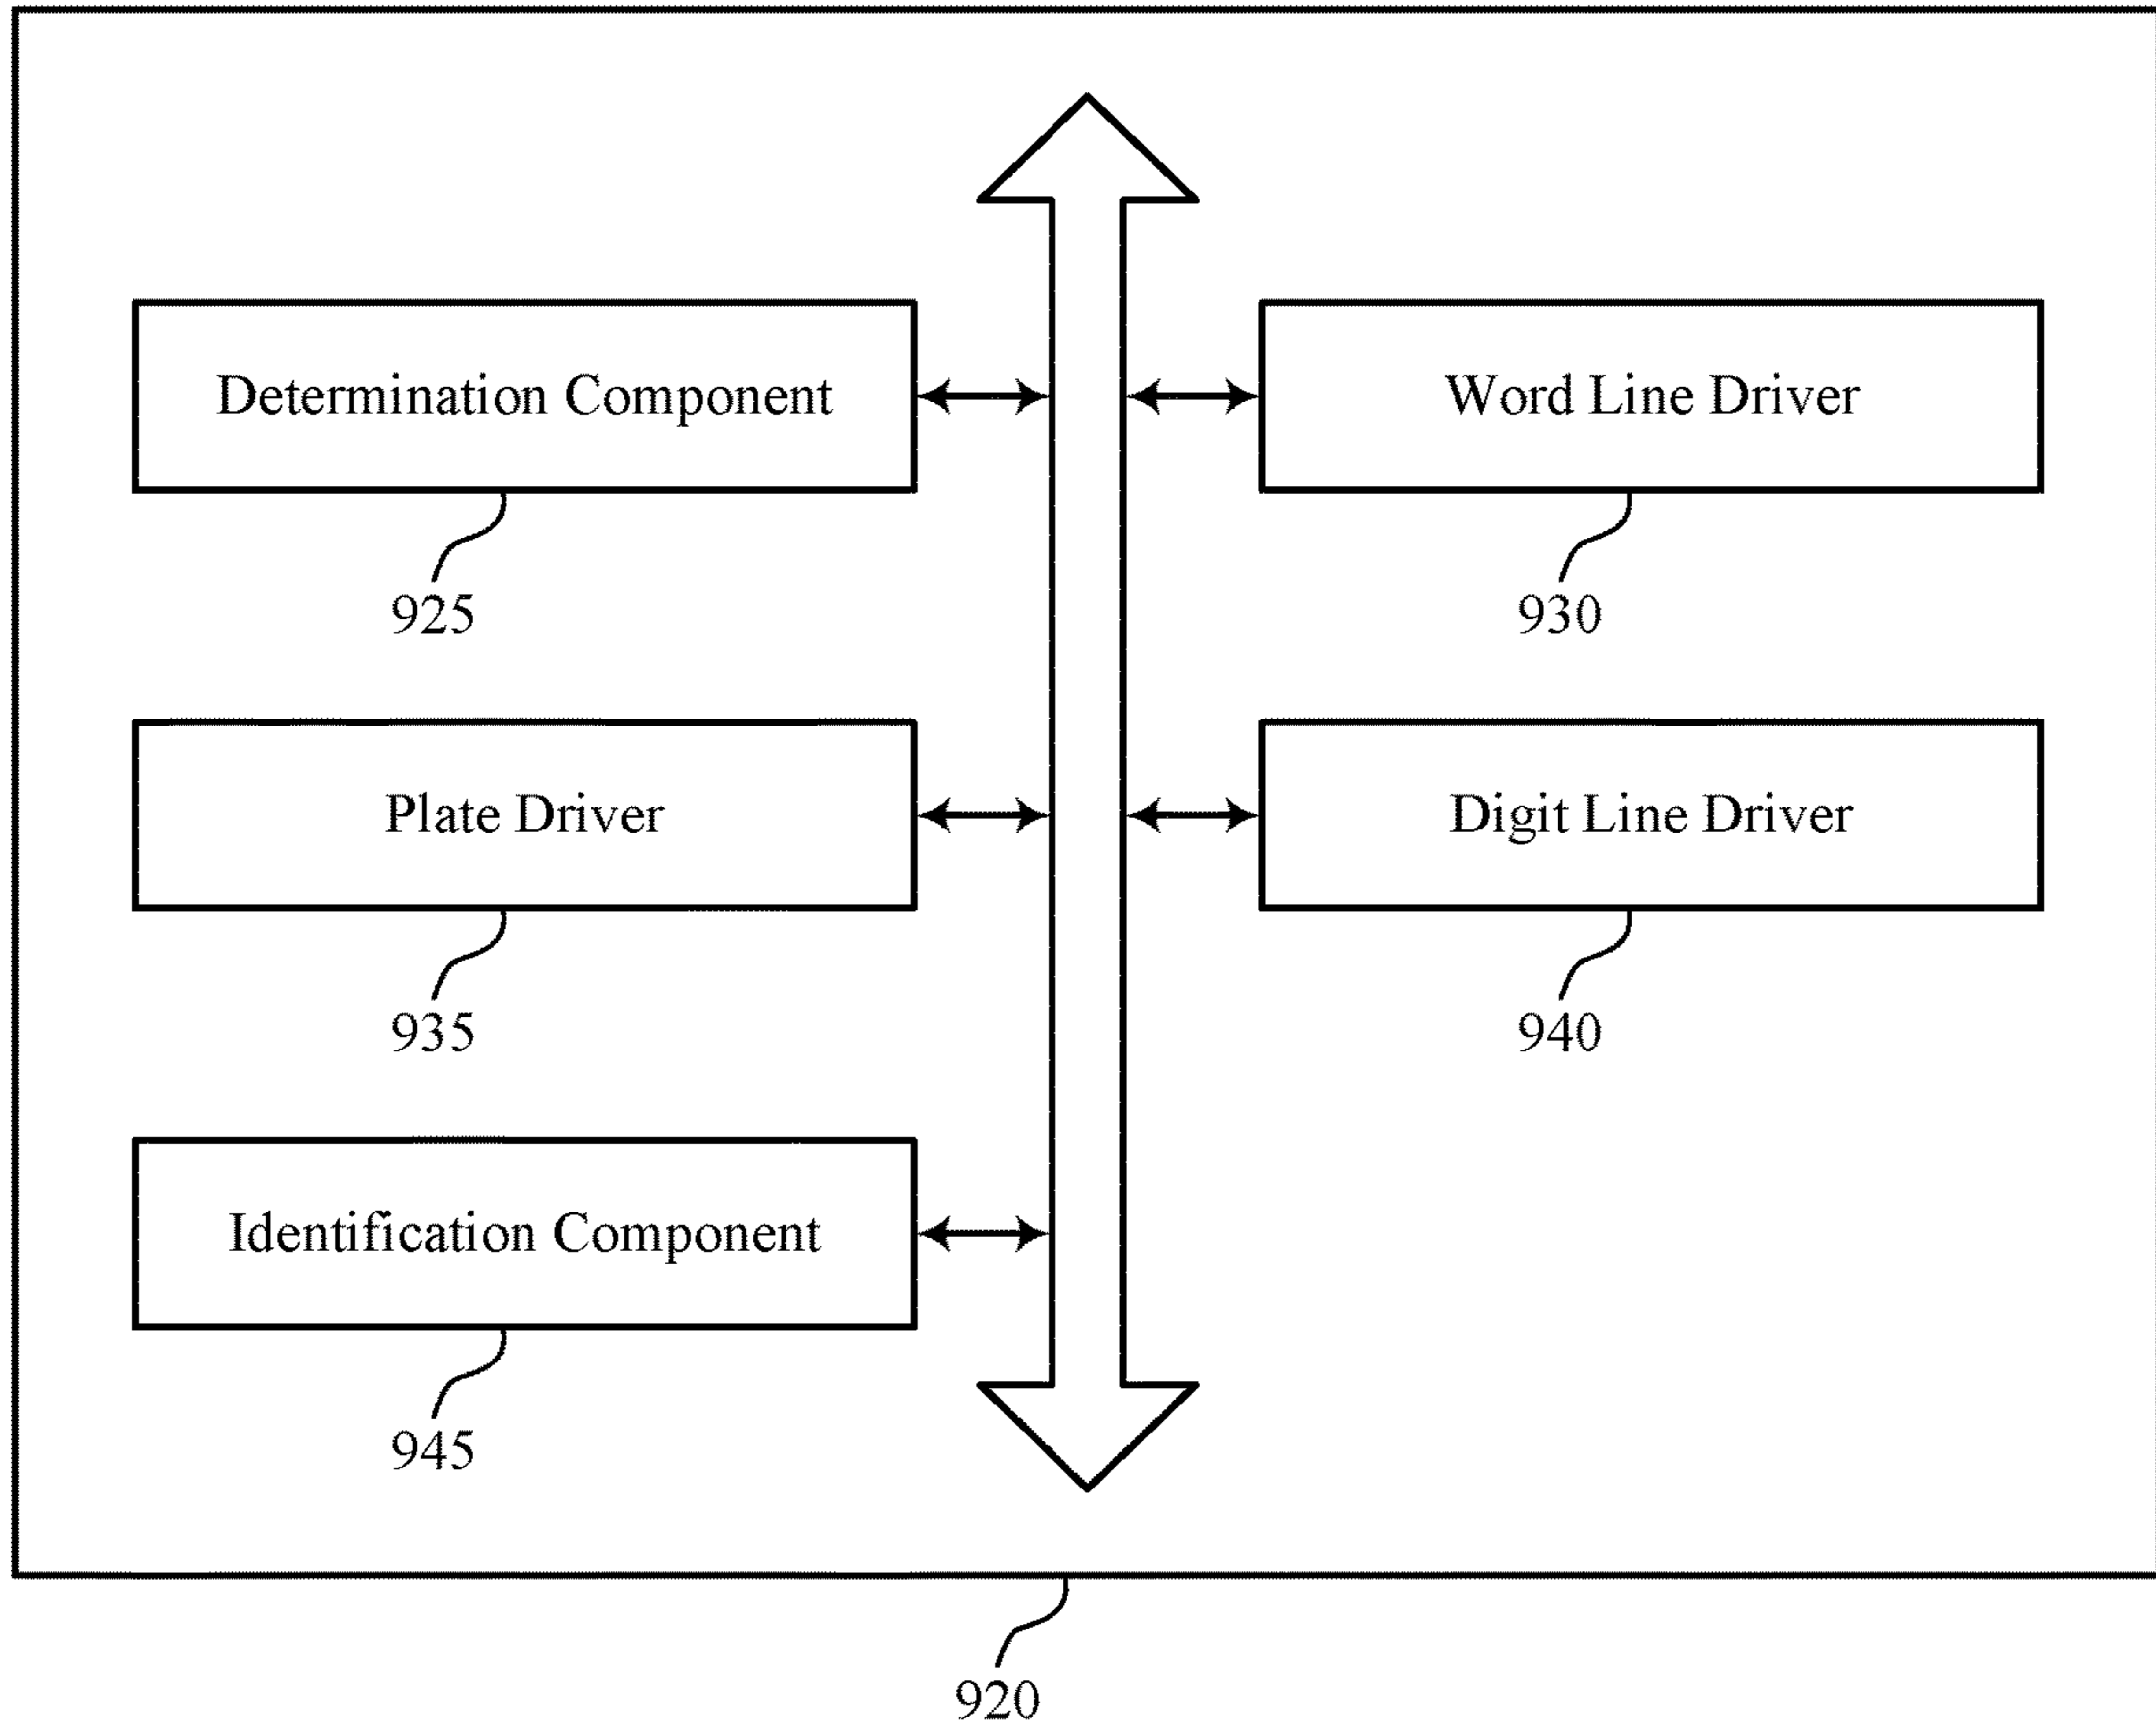 Determination Component
Word Line Driver
925
930
Plate Driver
Digit Line Driver
935
940
Identification Component
945
920